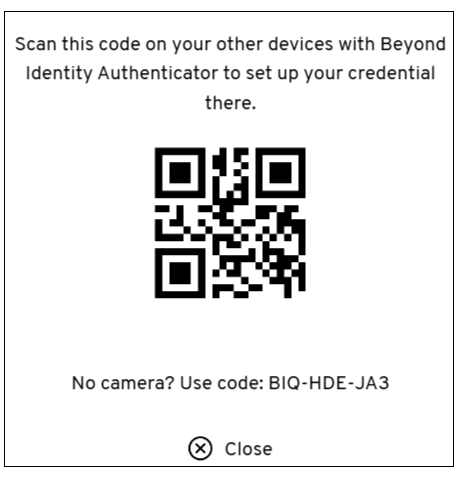 Scan this code on your other devices with Beyond
Identity Authenticator to set up your credential
there.
No camera? Use code: BIQ-HDE-JA3
Close